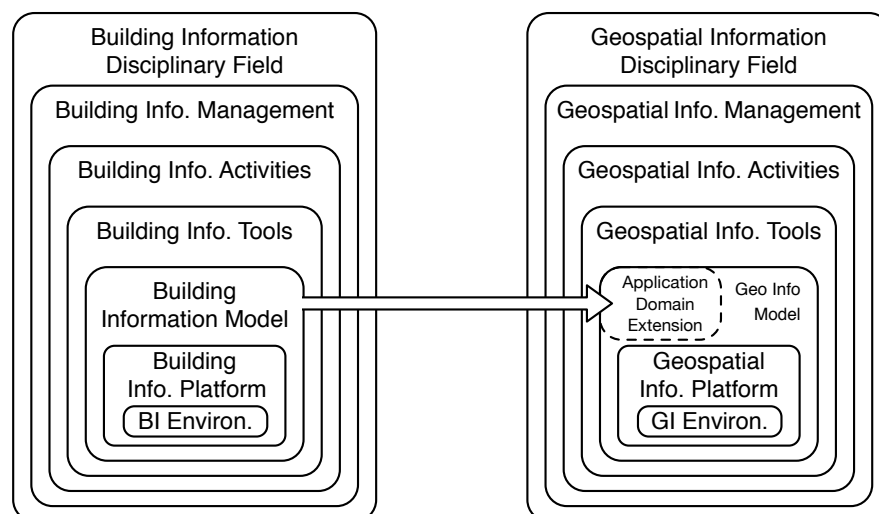 Building Information
Disciplinary Field
Building Info. Management
Building Info. Activities
Building Info. Tools
Building
Information Model
Building
Info. Platform
BI Environ.
Geospatial Information
Disciplinary Field
Geospatial Info. Management
Geospatial Info. Activities
Geospatial Info. Tools
Application
Domain
Extension
Geo Info
Model
Geospatial
Info. Platform
GI Environ.